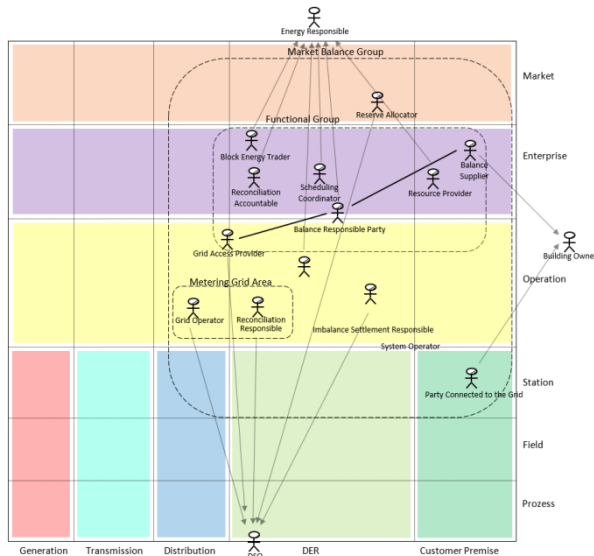 Energy Responsible
Market Balance Group
Market
Reserve Allocator
Functional Group
Block Energy Trader
Enterprise
Balance
Supplier
Scheduling
Coordinator
Resource Provider
Reconciliation
Accountable
Balance Responsible Party
Grid Access Provider
Building Owne
Operation
Metering Grid Area
Grid Operator
Reconciliation
Responsible
Imbalance Settlement Responsible
System Operator
Station
Party Connected to the Grid
Field
Prozess
DSO
Generation
Transmission
Distribution
DER
Customer Premise